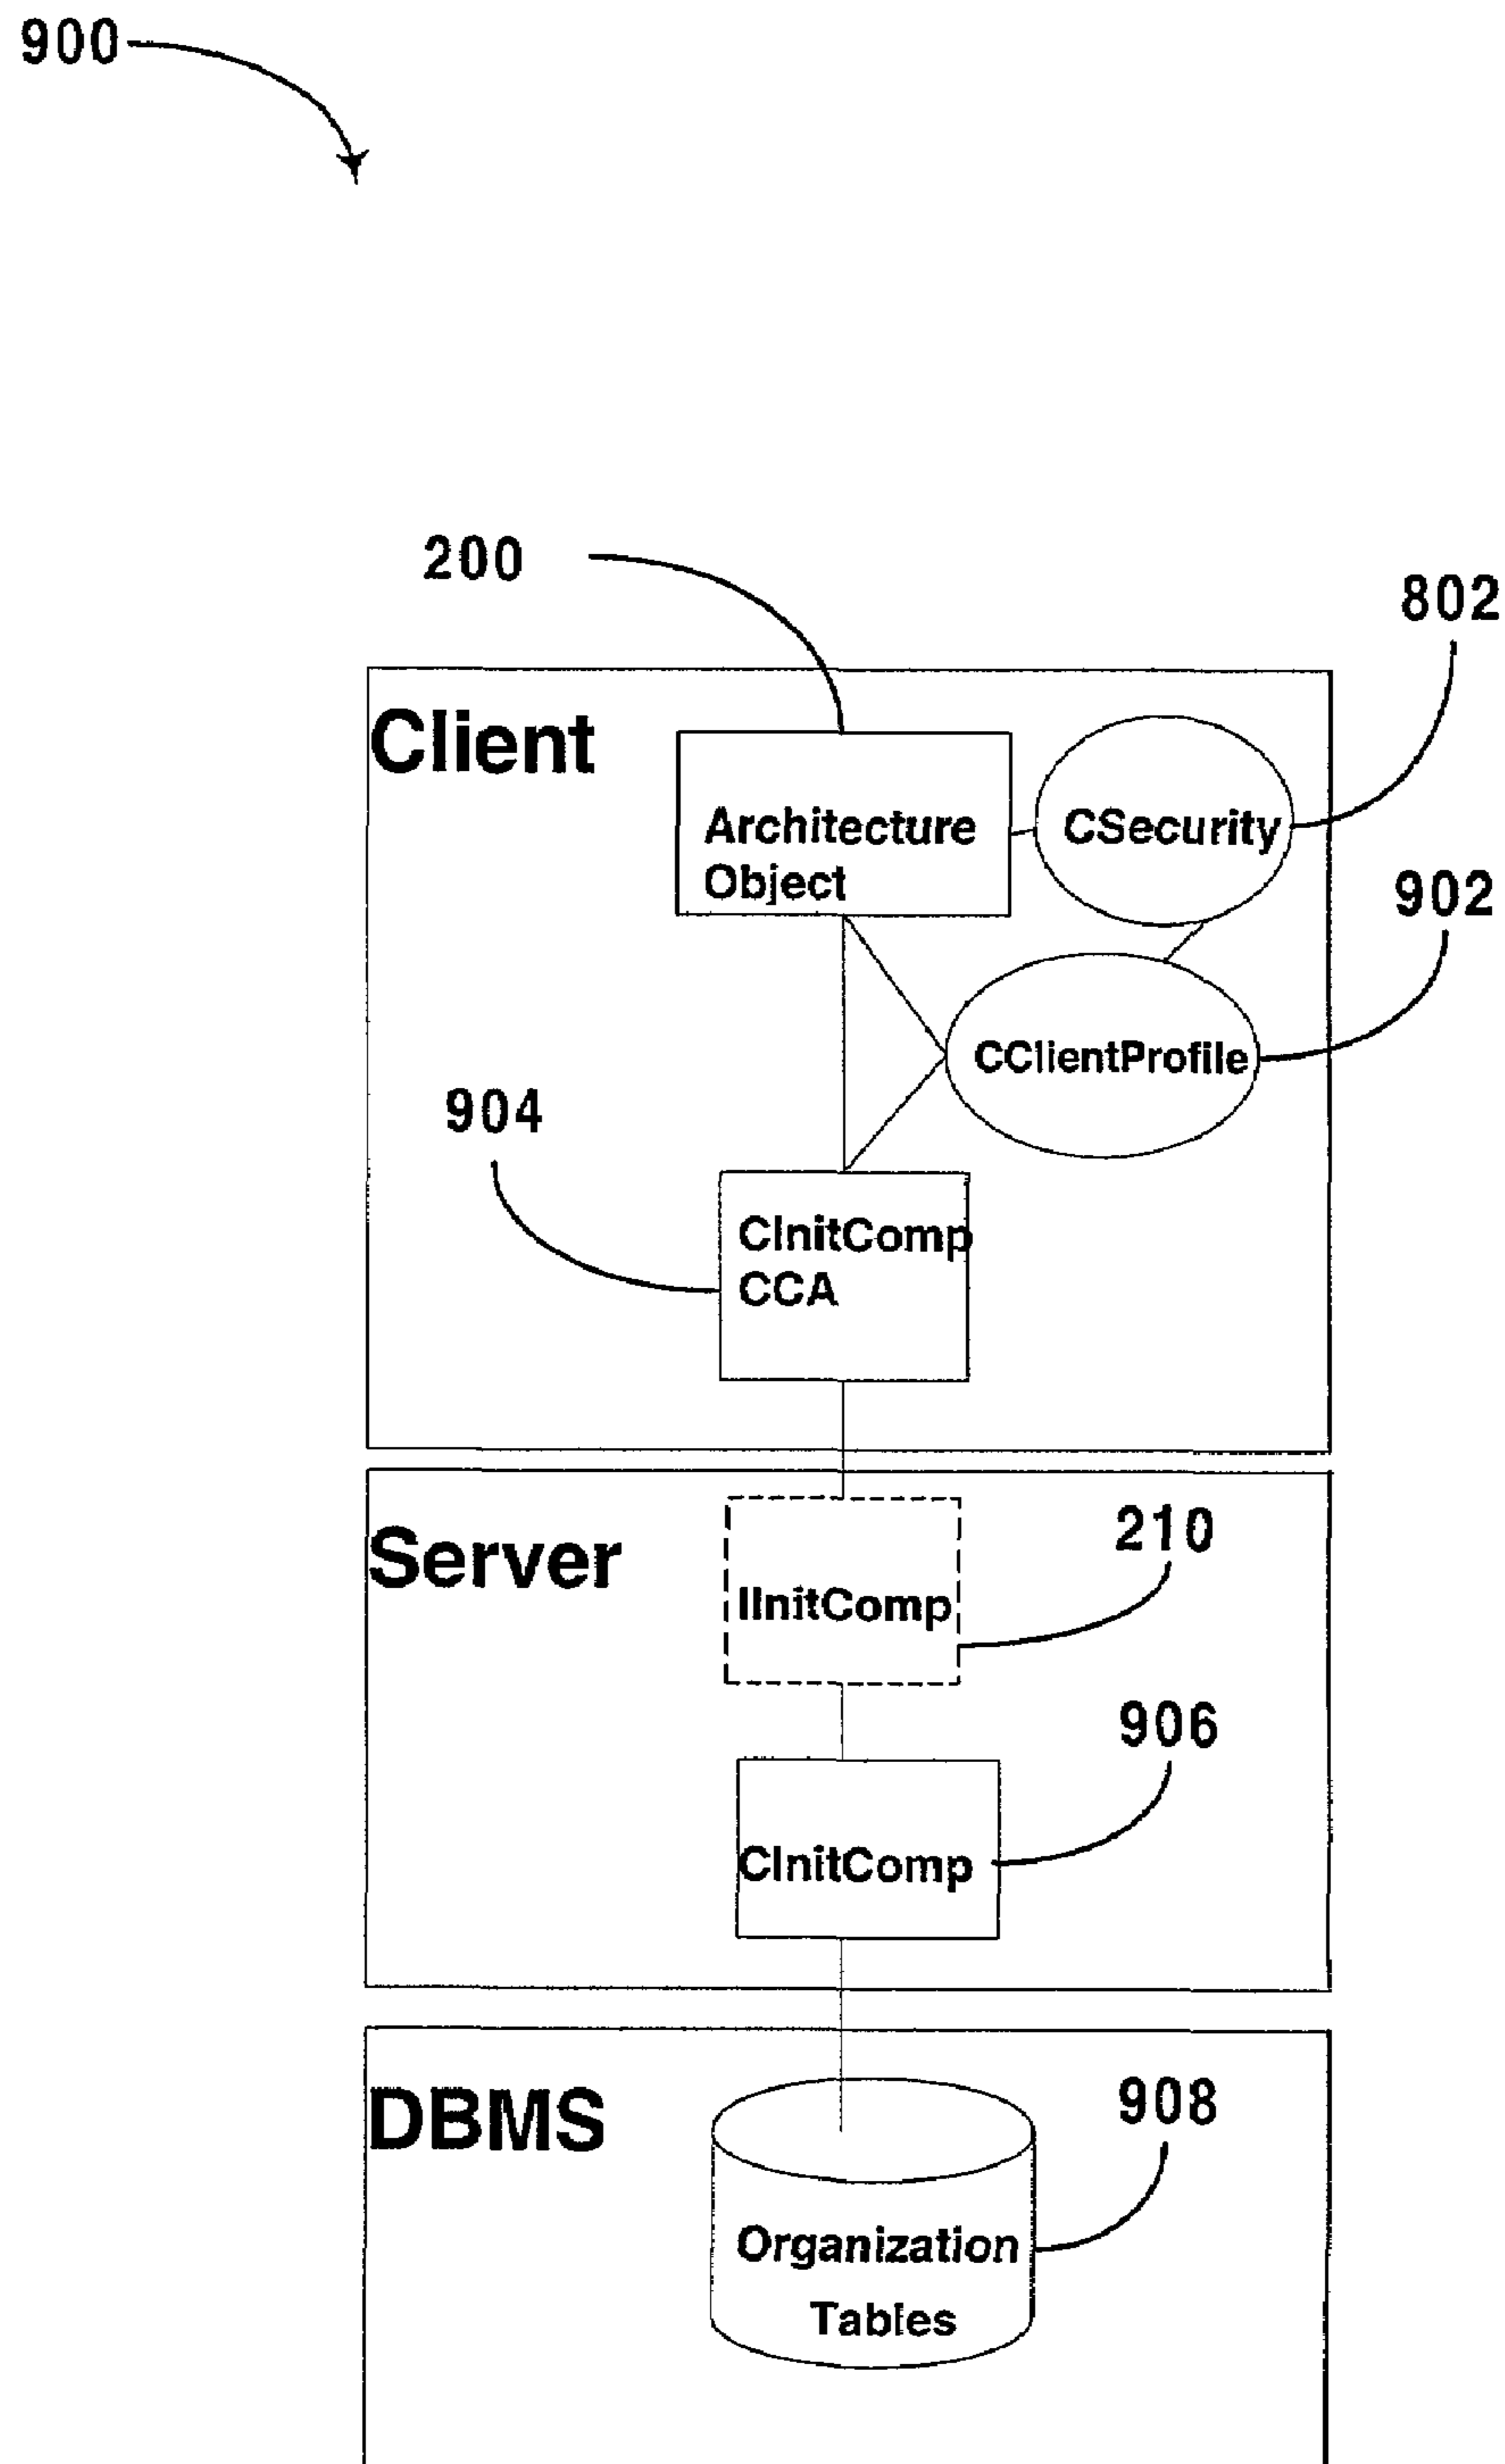 900
200
802
Client
Architecture
Object
CSecurity
902
CClientProfile
904
CInitComp
CCA
Server
210
IInitComp
906
CInitComp
DBMS
908
Organization
Tables